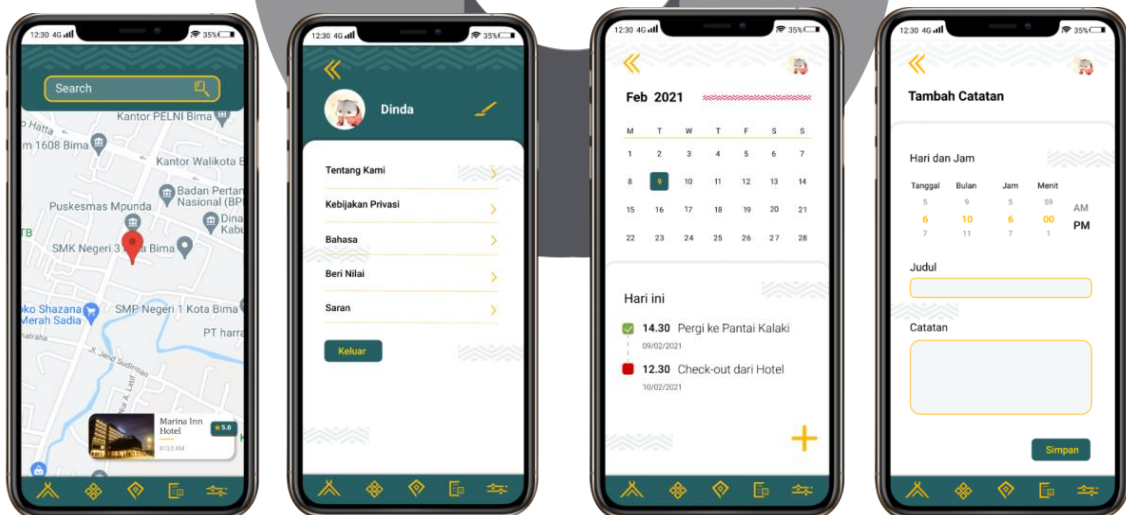 12:30 4G
35%
Search
Kantor PELNI Bima
Hatta
m 1608 Bima
Kantor Walikota B
Badan Pertan
Nasional (BP
Puskesmas Mpunda
Dina
Kabu
TB
SMK Negeri 3
a Bima
ko Shazana
Merah Sadia
SMP Negeri 1 Kota Bima
PT harra
matraha
Jl. Jend Sudirman
Nur A. Latif
Marina Inn
Hotel
5.0
12:30 4G
35%
Dinda
Tentang Kami
Kebijakan Privasi
Bahasa
Beri Nilai
Saran
Keluar
12:30 4G
35%
Feb 2021
M T W T F S S
1 2 3 4 5 6 7
8 9 10 11 12 13 14
15 16 17 18 19 20 21
22 23 24 25 26 27 28
Hari ini
14.30 Pergi ke Pantai Kalaki
09/02/2021
12.30 Check-out dari Hotel
10/02/2021
12:30 4G
35%
Tambah Catatan
Hari dan Jam
Tanggal Bulan Jam Menit
5 9 5 59
AM
6 10 6 00
PM
7 11 7 1
Judul
Catatan
Simpan